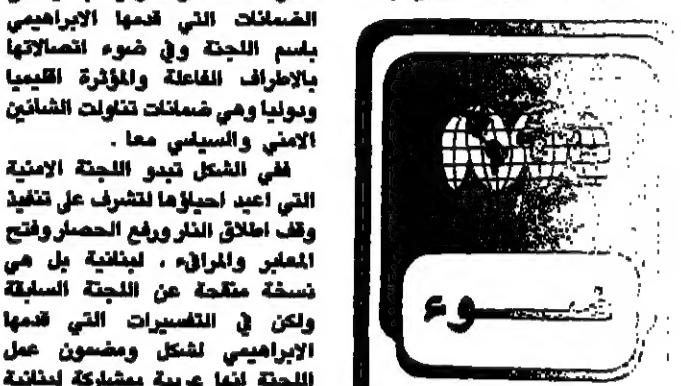 الضمانات التي قدمها الابراهيمي
باسم اللجنة وفي ضوء اتصالاتها
بالاطراف الفاعلة والمؤثرة اقليميا
ودوليا وهي ضمانات تناولت الشانين
الامني والسياسي معا .
ففي الشكل تبدو اللجنة الامنية
التي اعيد احياؤها لتشرف على تنفيذ
وقف اطلاق النار ورفع الحصار وفتح
المعابر والمرافىء ، لبنانية بل هي
نسخة منقحة عن اللجنة السابقة
ولكن في التفسيرات التي قدمها
الابراهيمي لشكل ومضمون عمل
اللجنة انها عربية بمشاركة لبنانية
ضـــوء